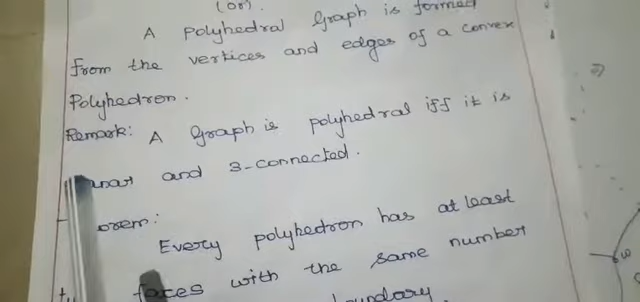 (or)
A Polyhedral Graph is formed
from the vertices and edges of a convex
Polyhedron.
Remark: A Graph is polyhedral iff it is
and 3-connected.
Every polyhedron has at least
faces with the same number